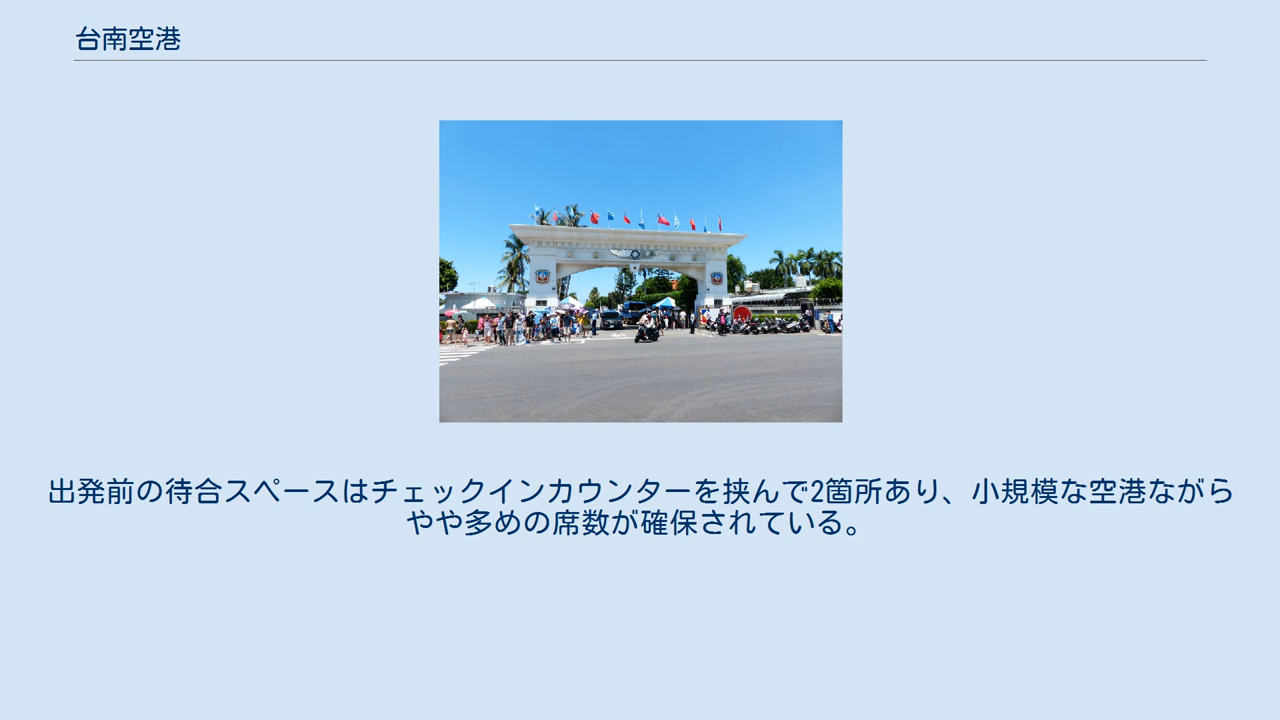 台南空港
出発前の待合スペースはチェックインカウンターを挟んで2箇所あり、小規模な空港ながら
やや多めの席数が確保されている。